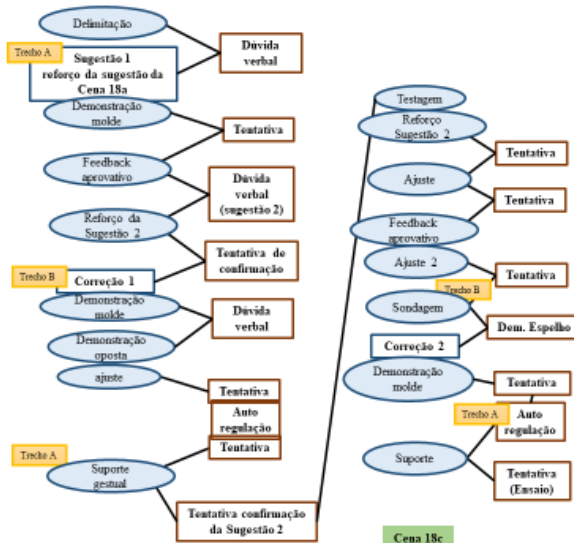 Delimitação
Trecho A
Sugestão 1
reforço da sugestão da
Cena 18a
Dúvida
verbal
Demonstração
molde
Tentativa
Feedback
aprovativo
Dúvida
verbal
(sugestão 2)
Reforço da
Sugestão 2
Tentativa de
confirmação
Trecho B
Correção 1
Demonstração
molde
Dúvida
verbal
Demonstração
oposta
ajuste
Tentativa
Auto
regulação
Tentativa
Trecho A
Suporte
gestual
Tentativa confirmação
da Sugestão 2
Testagem
Reforço
Sugestão 2
Tentativa
Ajuste
Tentativa
Feedback
aprovativo
Ajuste 2
Tentativa
Trecho B
Sondagem
Dem. Espelho
Correção 2
Demonstração
molde
Tentativa
Trecho A
Auto
regulação
Suporte
Tentativa
(Ensaio)
Cena 18c